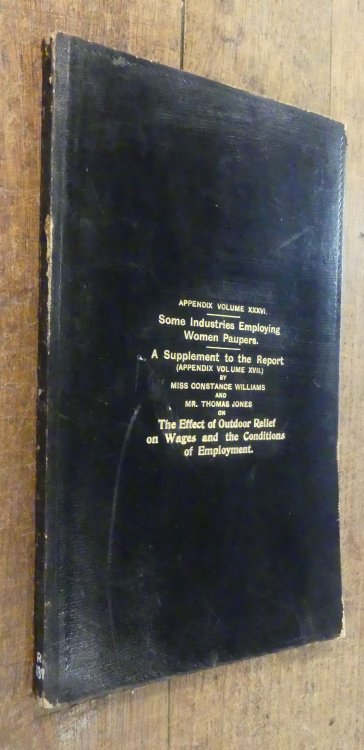 APPENDIX VOLUME XXXVI.
Some Industries Employing
Women Paupers.
A Supplement to the Report
(APPENDIX VOLUME XVII.)
BY
MISS CONSTANCE WILLIAMS
AND
MR. THOMAS JONES
ON
The Effect of Outdoor Relief
on Wages and the Conditions
of Employment.